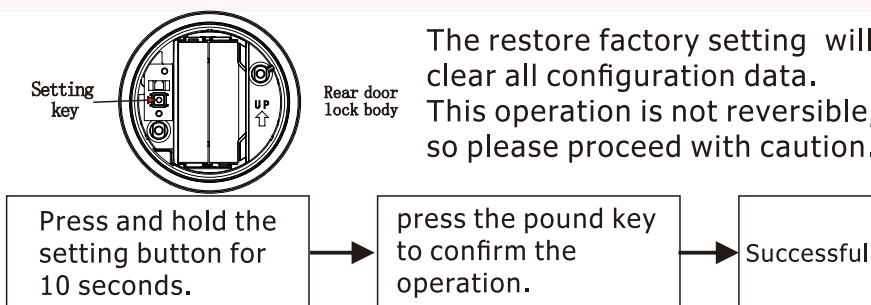 Setting
key
UP
Rear door
lock body
The restore factory setting will
clear all configuration data.
This operation is not reversible,
so please proceed with caution.
Press and hold the
setting button for
10 seconds.
press the pound key
to confirm the
operation.
Successful